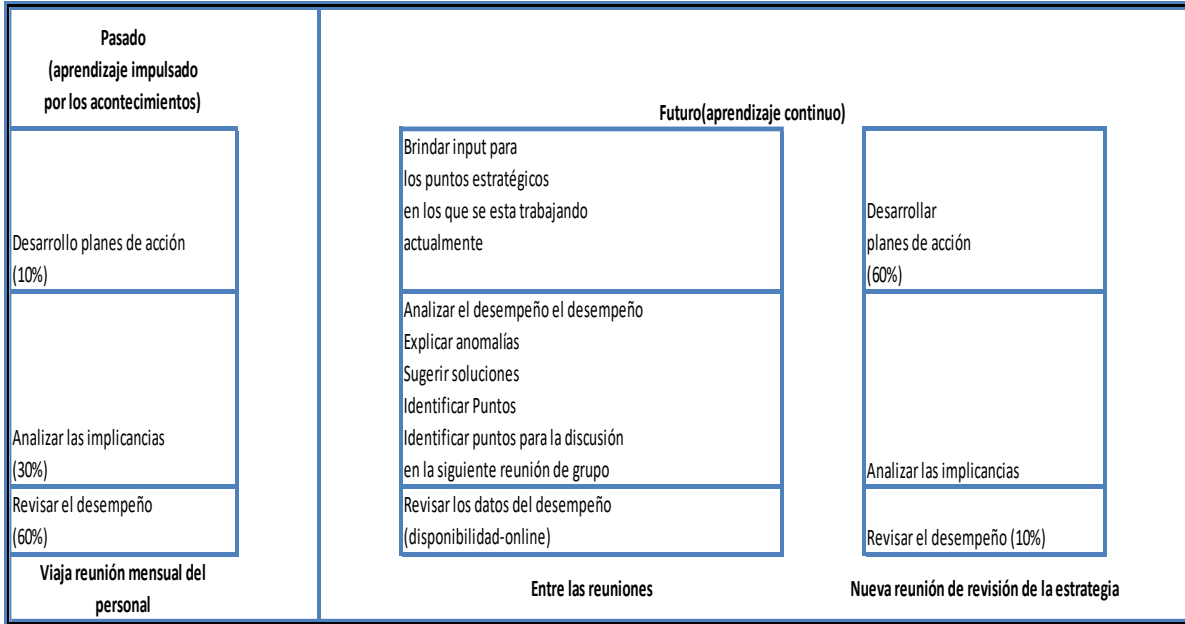 Pasado
(aprendizaje impulsado
por los acontecimientos)
Futuro(aprendizaje continuo)
Desarrollo planes de acción
(10%)
Analizar las implicancias
(30%)
Revisar el desempeño
(60%)
Viaja reunión mensual del
personal
Brindar input para
los puntos estratégicos
en los que se esta trabajando
actualmente
Analizar el desempeño el desempeño
Explicar anomalías
Sugerir soluciones
Identificar Puntos
Identificar puntos para la discusión
en la siguiente reunión de grupo
Revisar los datos del desempeño
(disponibilidad-online)
Entre las reuniones
Desarrollar
planes de acción
(60%)
Analizar las implicancias
Revisar el desempeño (10%)
Nueva reunión de revisión de la estrategia